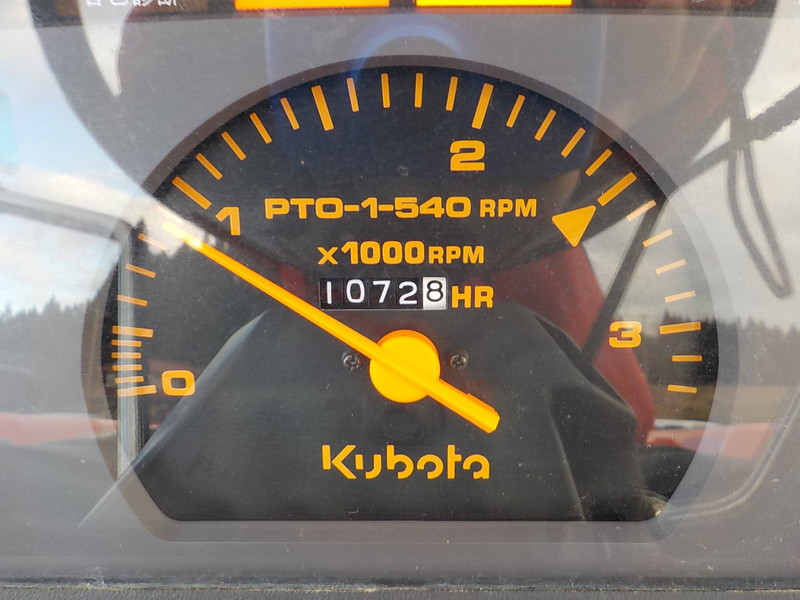 2
1
PTO-1-540 RPM
x1000RPM
10728 HR
3
0
Kubota